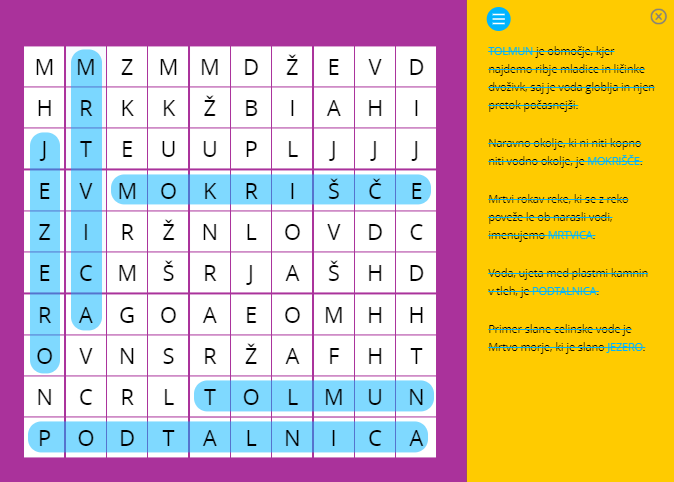 M M Z M M D Ž E V D
H R K K Ž B I A H I
J T E U U P L J J J
E V M O K R I Š Č E
Z I R Ž N L O V D C
E C M Š R J A Š H D
R A G O A E O M H H
O V N S R Ž A F H T
N C R L T O L M U N
P O D T A L N I C A
TOLMUN je območje, kjer
najdemo ribje mladice in ličinke
dvoživk, saj je voda globlja in njen
pretok počasnejši.
Naravno okolje, ki ni niti kopno
niti vodno okolje, je MOKRIŠČE.
Mrtvi rokav reke, ki se z reko
poveže le ob narasli vodi,
imenujemo MRTVICA.
Voda, ujeta med plastmi kamnin
v tleh, je PODTALNICA.
Primer slane celinske vode je
Mrtvo morje, ki je slano JEZERO.